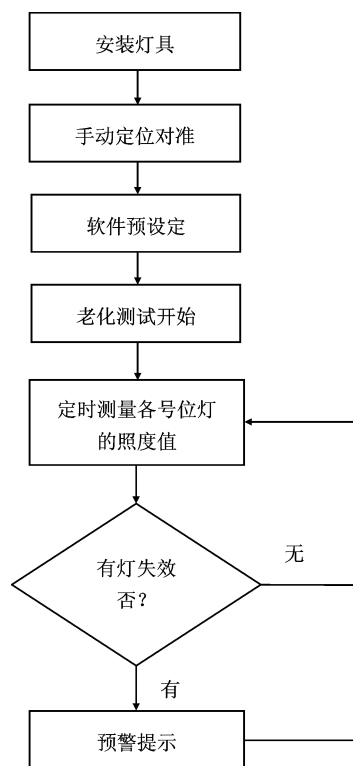 安装灯具
手动定位对准
软件预设定
老化测试开始
定时测量各号位灯
的照度值
有灯失效
否？
无
有
预警提示